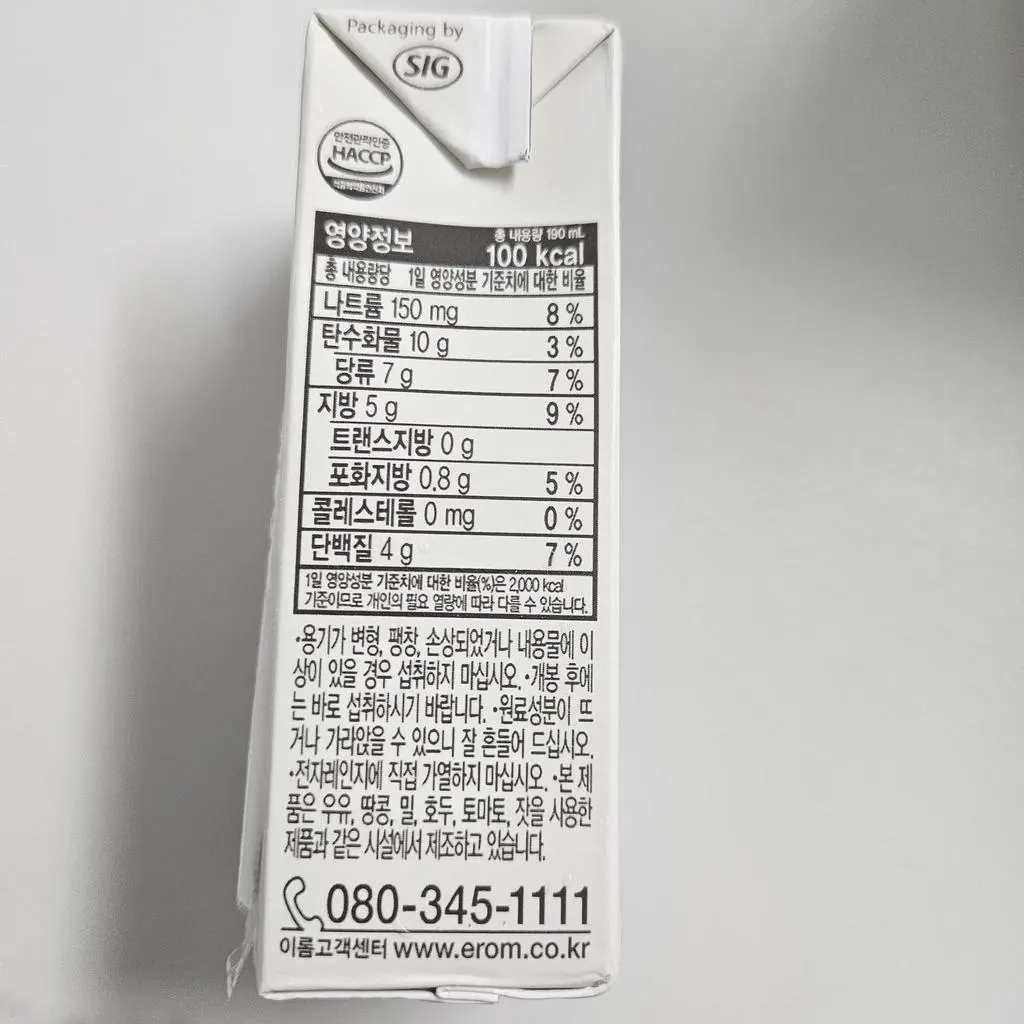 Packaging by
SIG
안전관리인증
HACCP
식품의약품안전처
영양정보
총 내용량 190 mL
100 kcal
총 내용량당 1일 영양성분 기준치에 대한 비율
나트륨 150 mg 8 %
탄수화물 10 g 3 %
당류 7 g 7 %
지방 5 g 9 %
트랜스지방 0 g
포화지방 0.8 g 5 %
콜레스테롤 0 mg 0 %
단백질 4 g 7 %
1일 영양성분 기준치에 대한 비율(%)은 2,000 kcal
기준이므로 개인의 필요 열량에 따라 다를 수 있습니다.
•용기가 변형, 팽창, 손상되었거나 내용물에 이
상이 있을 경우 섭취하지 마십시오. •개봉 후에
는 바로 섭취하시기 바랍니다. •원료성분이 뜨
거나 가라앉을 수 있으니 잘 흔들어 드십시오.
•전자레인지에 직접 가열하지 마십시오. •본 제
품은 우유, 땅콩, 밀, 호두, 토마토, 잣을 사용한
제품과 같은 시설에서 제조하고 있습니다.
080-345-1111
이롬고객센터 www.erom.co.kr